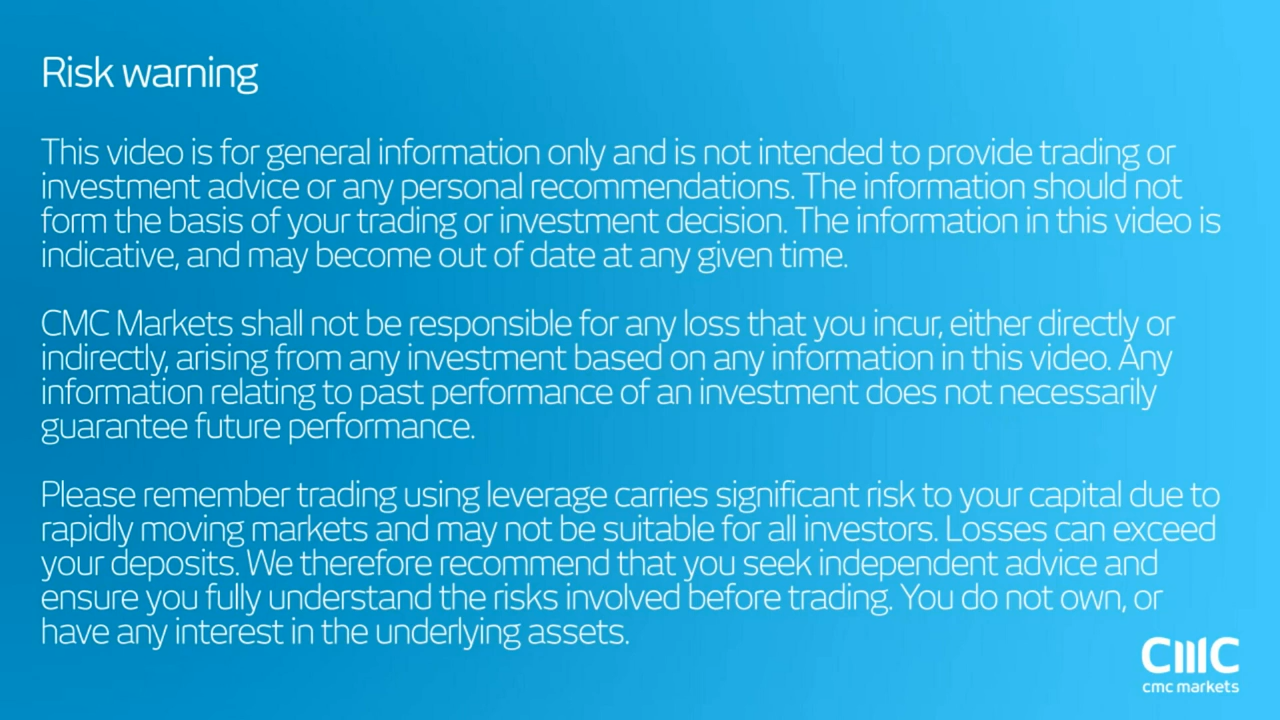 Risk warning
This video is for general information only and is not intended to provide trading or
investment advice or any personal recommendations. The information should not
form the basis of your trading or investment decision. The information in this video is
indicative, and may become out of date at any given time.
CMC Markets shall not be responsible for any loss that you incur, either directly or
indirectly, arising from any investment based on any information in this video. Any
information relating to past performance of an investment does not necessarily
guarantee future performance.
Please remember trading using leverage carries significant risk to your capital due to
rapidly moving markets and may not be suitable for all investors. Losses can exceed
your deposits. We therefore recommend that you seek independent advice and
ensure you fully understand the risks involved before trading. You do not own, or
have any interest in the underlying assets.
CMC
cmc markets